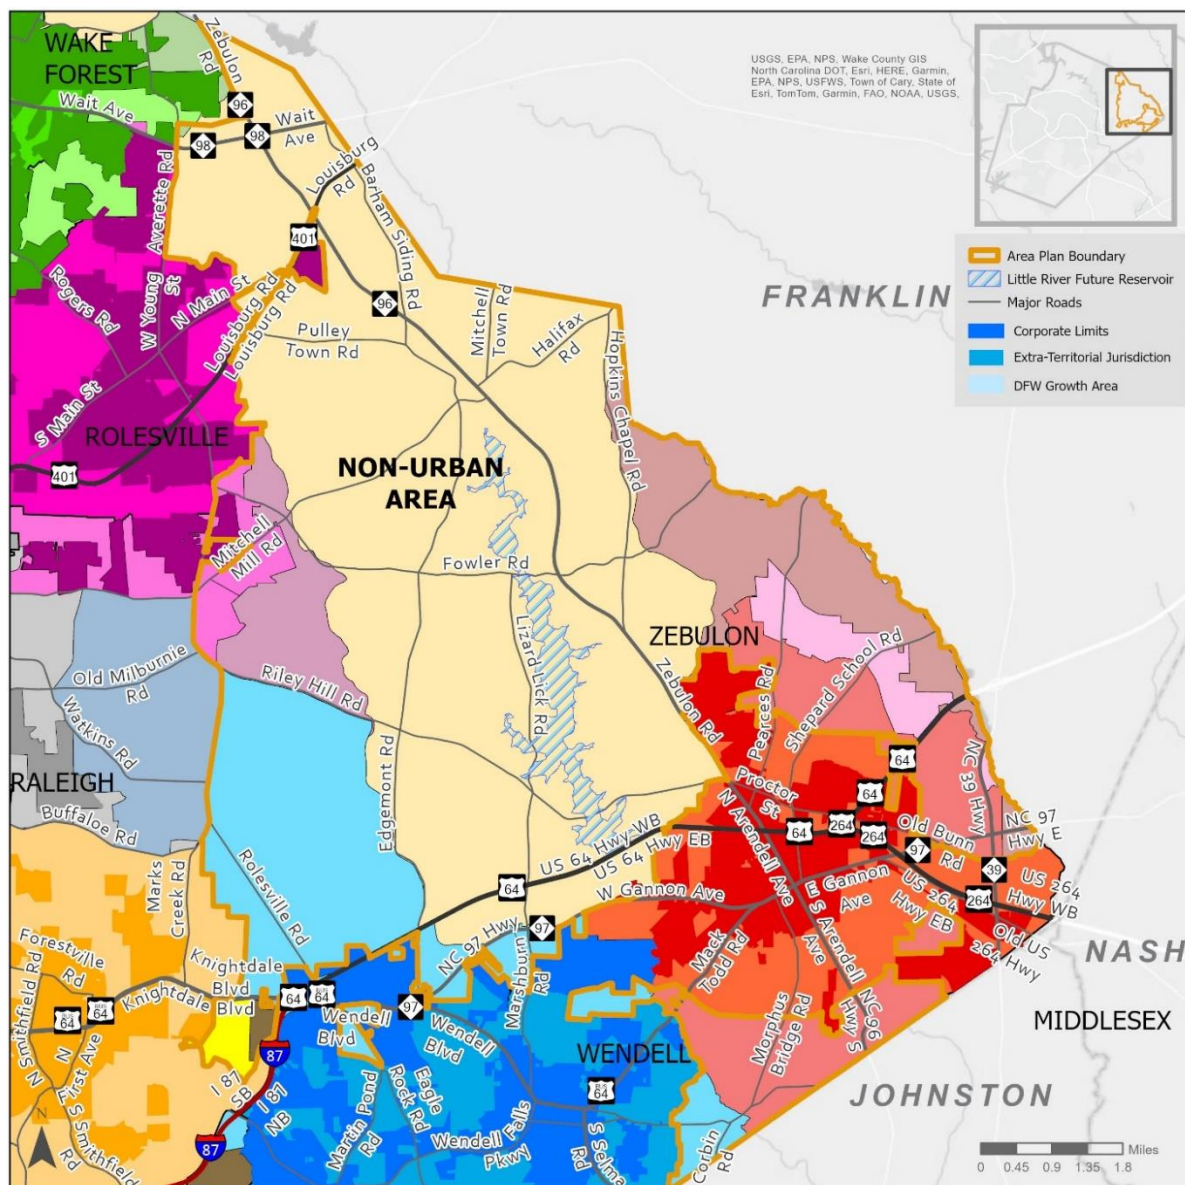 WAKE
FOREST
Zebulon
Rd
96
Wait Ave
98
98
Wait
Ave
Louisburg
Rd
Barham Siding Rd
Averette Rd
401
W Young
St
N Main St
Rogers Rd
Louisburg Rd
Louisburg Rd
96
Pulley
Town Rd
Mitchell
Town Rd
Halifax
Rd
Hopkins Chapel Rd
S Main St
ROLESVILLE
401
NON-URBAN
AREA
Mitchell
Mill Rd
Fowler Rd
Lizard Lick Rd
ZEBULON
Old Milburnie
Rd
Riley Hill Rd
Watkins Rd
RALEIGH
Buffaloe Rd
Edgemont Rd
Zebulon Rd
Pearces Rd
Shepard School Rd
64
NC 39 Hwy
Proctor
St
64
264
64
264
Old Bunn
Rd
NC 97
Hwy E
97
39
US 64 Hwy WB
US 64 Hwy EB
N Arendell Ave
Marks
Creek Rd
Rolesville Rd
64
W Gannon Ave
E Gannon
Ave
US 264
Hwy EB
264
US 264
Hwy WB
Old US
264 Hwy
S Arendell
Ave
NC 97 Hwy
97
Marshburn
Rd
Mack
Todd Rd
NC 96
Hwy S
Forestville
Rd
Knightdale
Blvd
Knightdale
Blvd
Smithfield Rd
N
BUS
64
BUS
64
64
BUS
64
97
Wendell
Blvd
Wendell
Blvd
N
First Ave
87
I 87
SB
I 87
NB
87
S Smithfield
Rd
Martin Pond
Rd
Eagle
Rock Rd
Wendell Falls
Pkwy
WENDELL
BUS
64
S Selma
Rd
Morphus
Bridge Rd
Corbin
Rd
FRANKLIN
NASH
MIDDLESEX
JOHNSTON
USGS, EPA, NPS, Wake County GIS
North Carolina DOT, Esri, HERE, Garmin,
EPA, NPS, USFWS, Town of Cary, State of
Esri, TomTom, Garmin, FAO, NOAA, USGS,
Area Plan Boundary
Little River Future Reservoir
Major Roads
Corporate Limits
Extra-Territorial Jurisdiction
DFW Growth Area
N
Miles
0 0.45 0.9 1.35 1.8